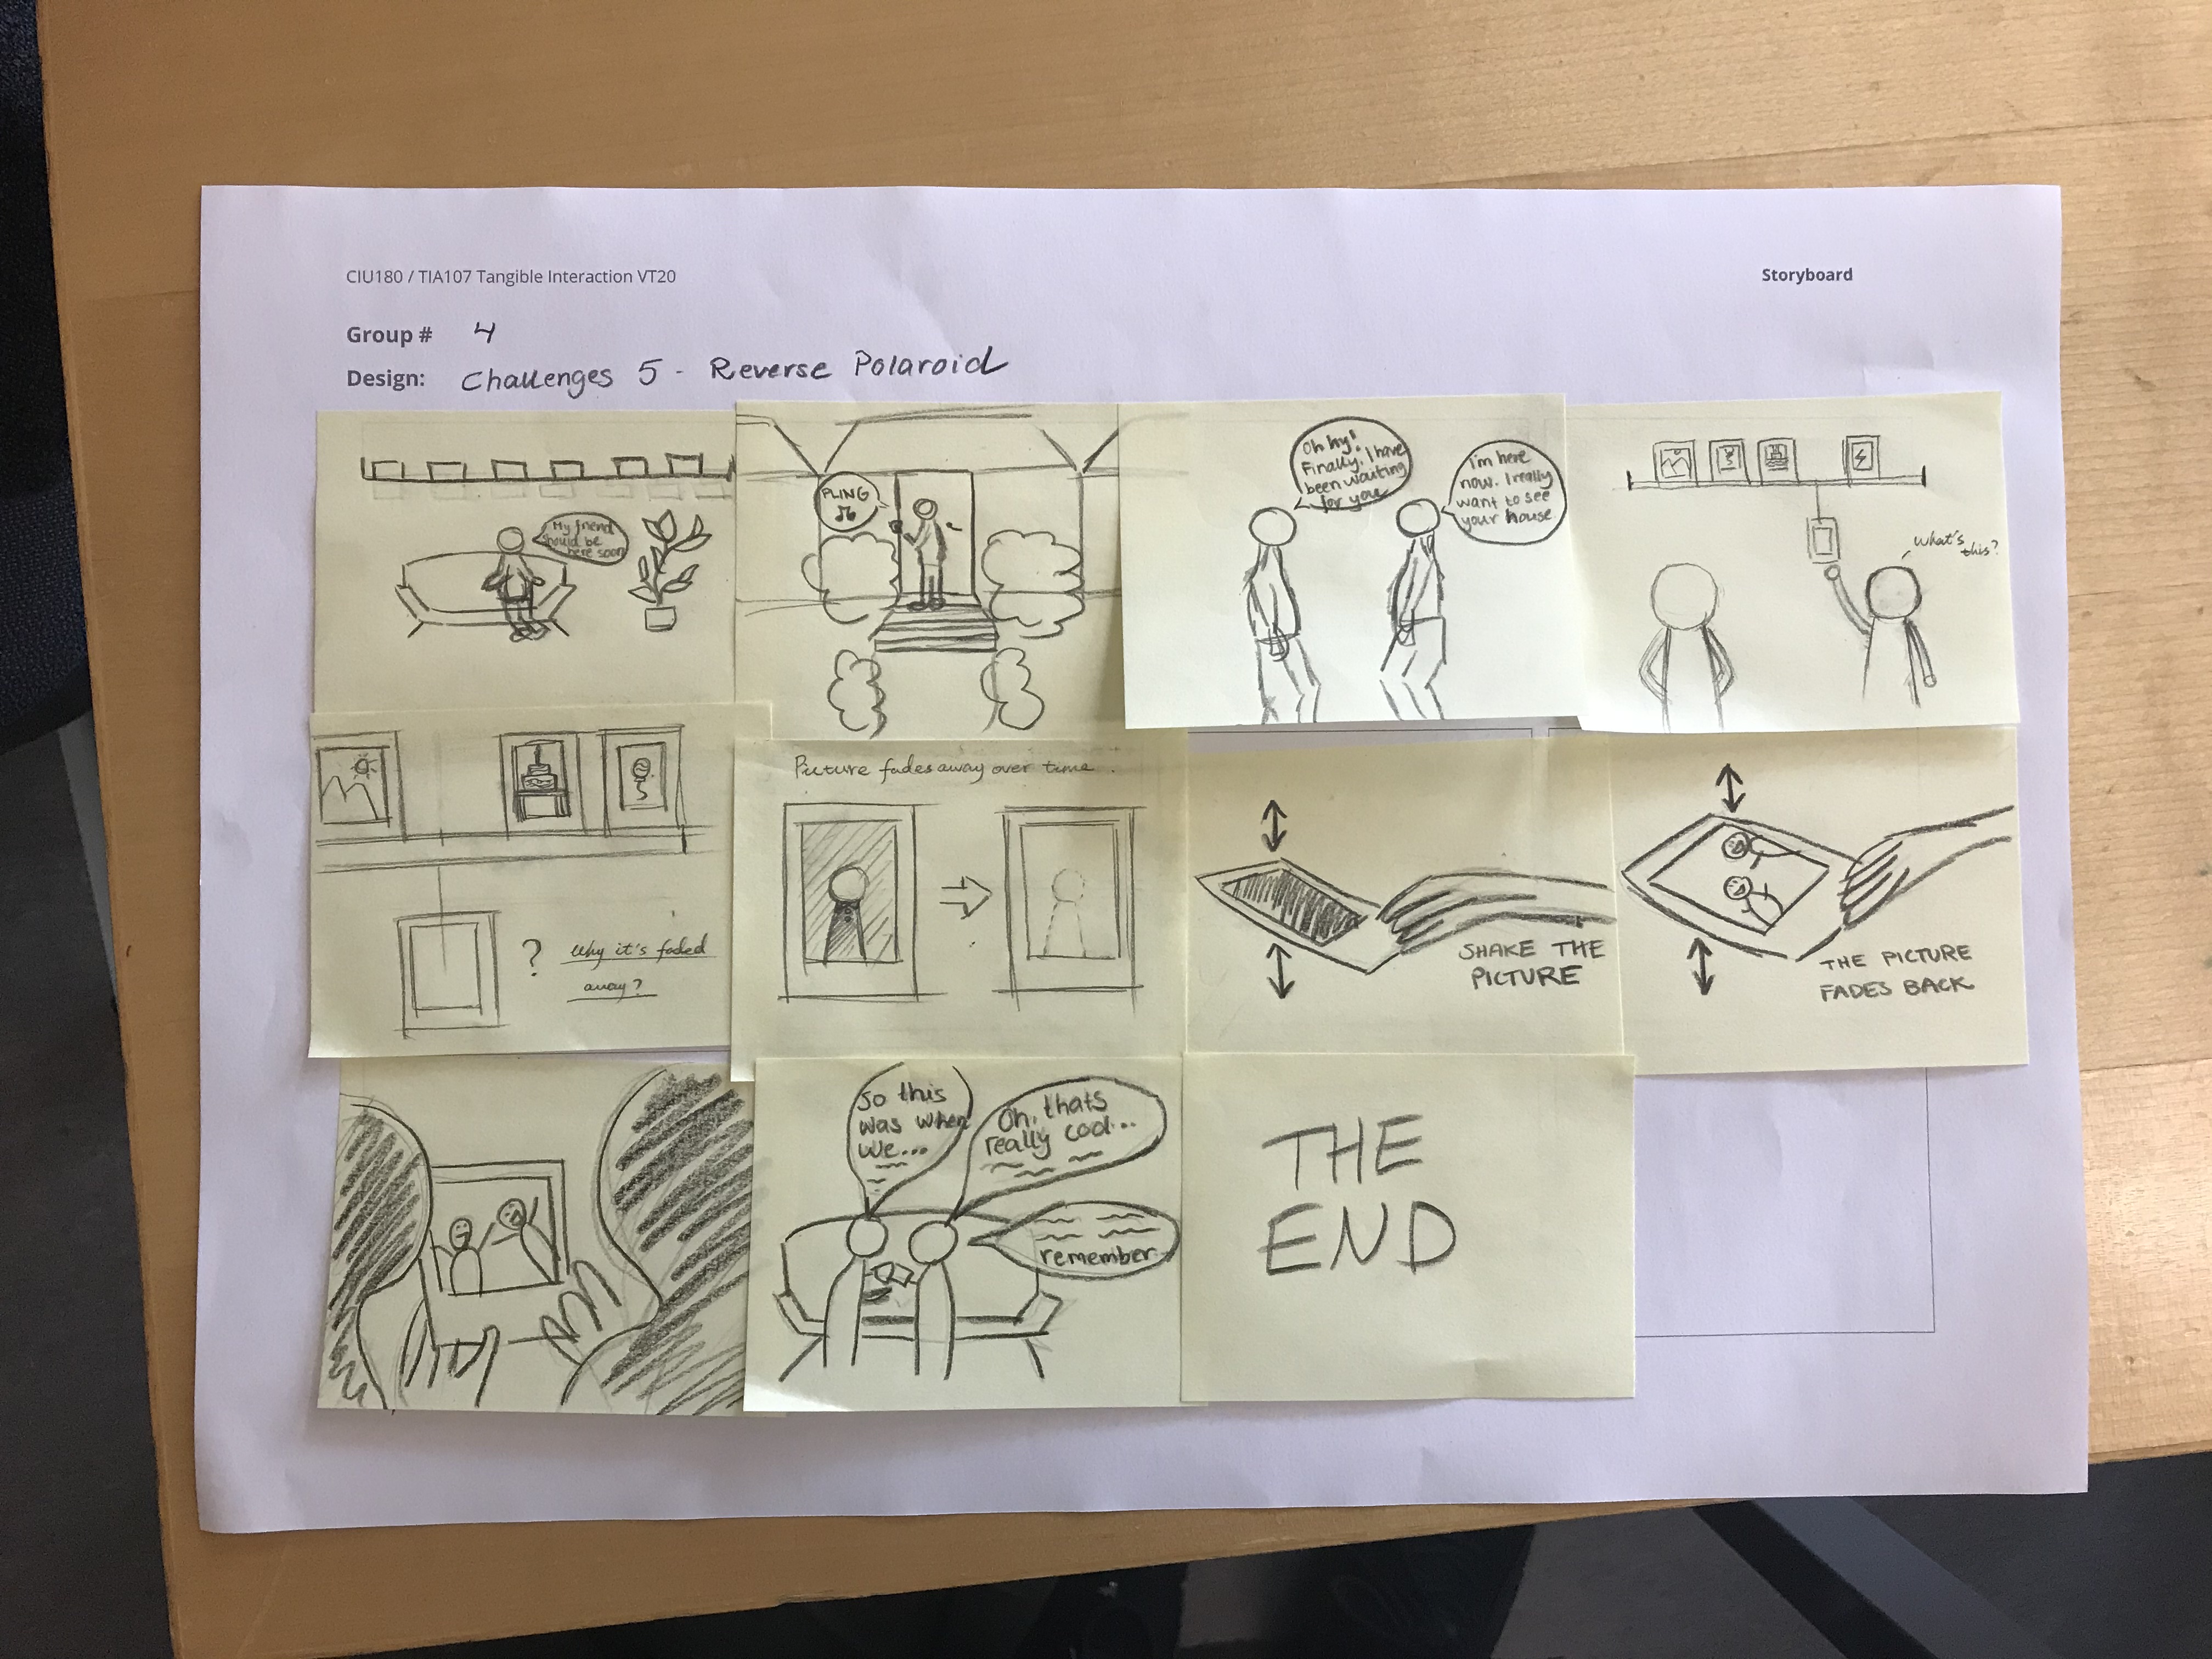 CIU180 / TIA107 Tangible Interaction VT20
Storyboard
Group # 4
Design: Challenges 5 - Reverse Polaroid
My friend
should be
here soon
PLING
Oh hy!
Finally, I have
been waiting
for you
I'm here
now. I really
want to see
your house
what's
this?
?
Why it's faded
away?
Picture fades away over time.
SHAKE THE
PICTURE
THE PICTURE
FADES BACK
So this
was when
we...
Oh, thats
really cool...
remember
THE
END